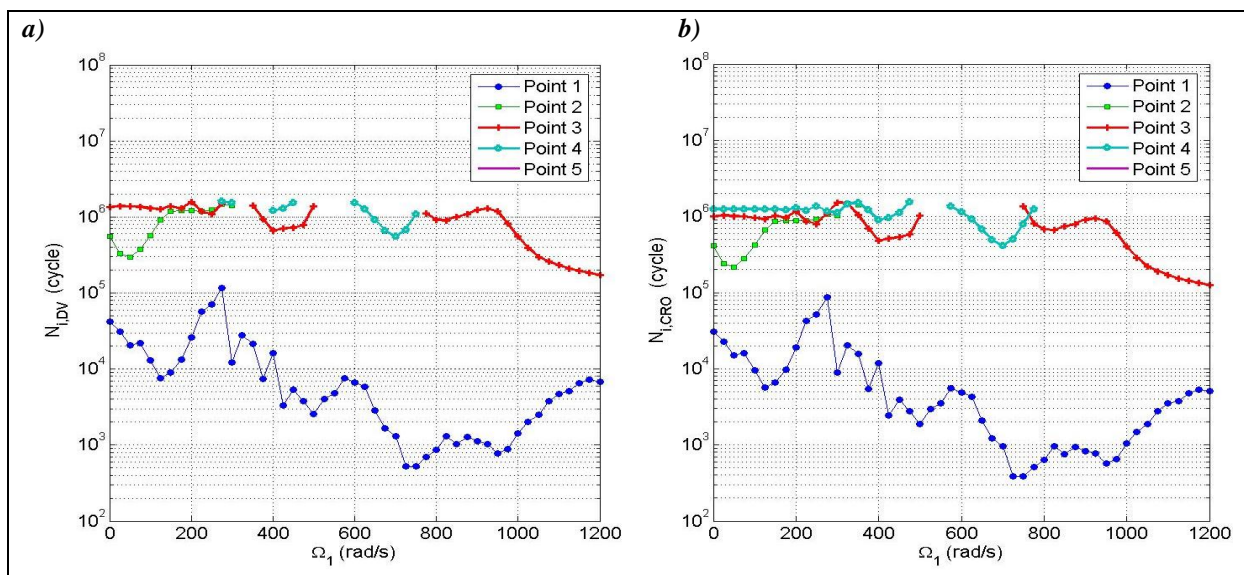 a)
10^8
10^7
10^6
10^5
10^4
10^3
10^2
N_{i,DV} (cycle)
0
200
400
600
800
1000
1200
Ω_1 (rad/s)
Point 1
Point 2
Point 3
Point 4
Point 5
b)
10^8
10^7
10^6
10^5
10^4
10^3
10^2
N_{i,CRO} (cycle)
0
200
400
600
800
1000
1200
Ω_1 (rad/s)
Point 1
Point 2
Point 3
Point 4
Point 5